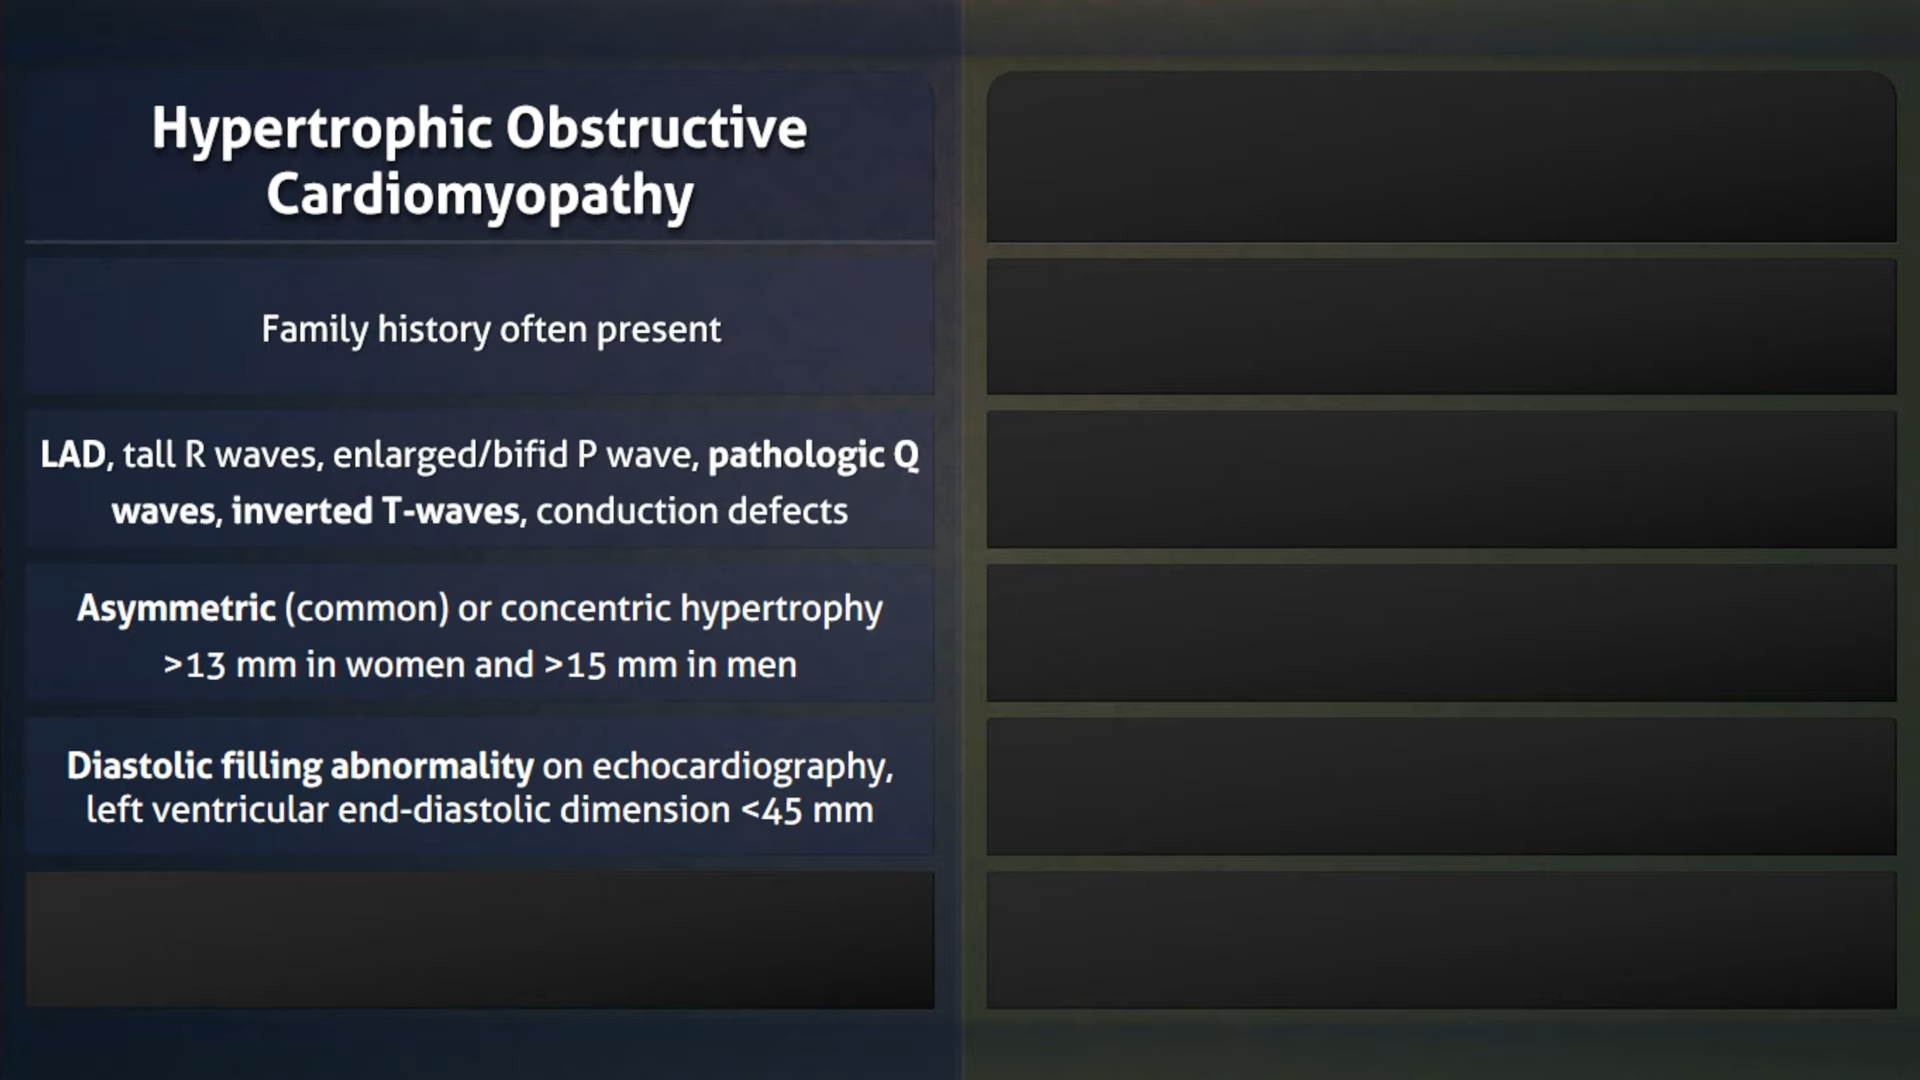 Hypertrophic Obstructive
Cardiomyopathy
Family history often present
LAD, tall R waves, enlarged/bifid P wave, pathologic Q
waves, inverted T-waves, conduction defects
Asymmetric (common) or concentric hypertrophy
>13 mm in women and >15 mm in men
Diastolic filling abnormality on echocardiography,
left ventricular end-diastolic dimension <45 mm